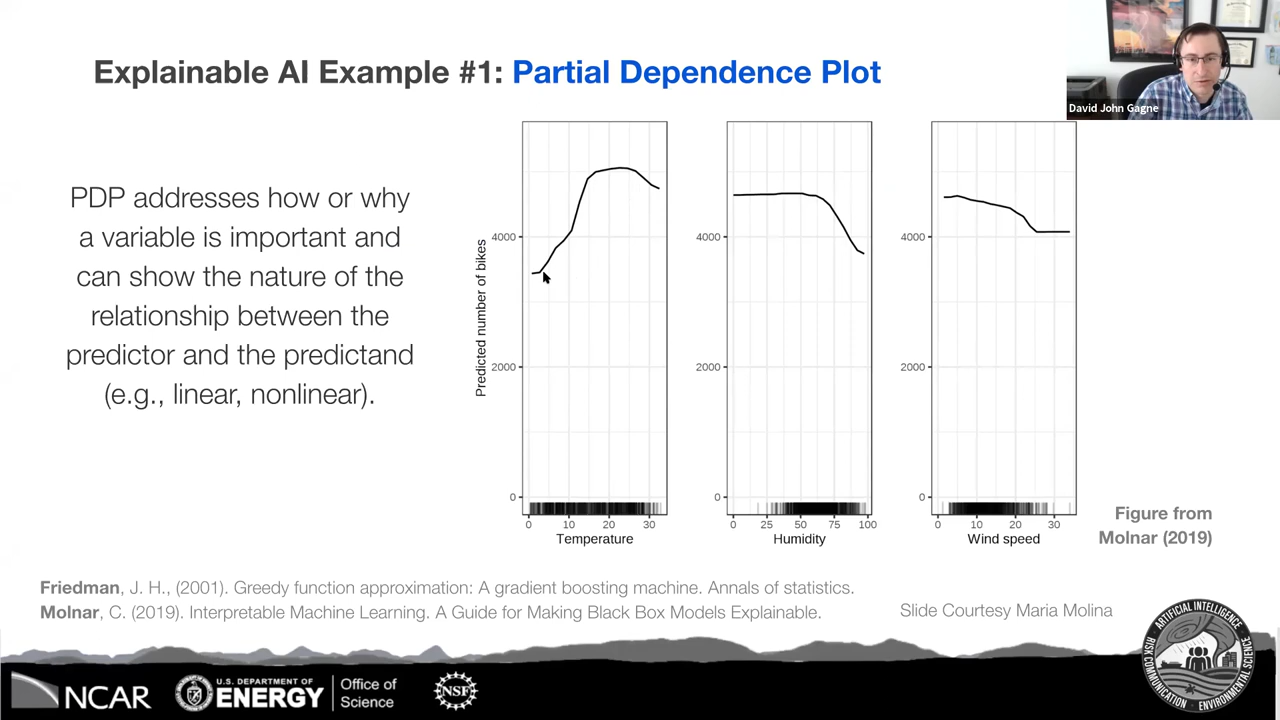 Explainable AI Example #1: Partial Dependence Plot
David John Gagne
PDP addresses how or why
a variable is important and
can show the nature of the
relationship between the
predictor and the predictand
(e.g., linear, nonlinear).
Predicted number of bikes
4000
2000
0
0 10 20 30
Temperature
4000
2000
0
0 25 50 75 100
Humidity
4000
2000
0
0 10 20 30
Wind speed
Figure from
Molnar (2019)
Friedman, J. H., (2001). Greedy function approximation: A gradient boosting machine. Annals of statistics.
Molnar, C. (2019). Interpretable Machine Learning. A Guide for Making Black Box Models Explainable.
Slide Courtesy Maria Molina
NCAR
U.S. DEPARTMENT OF
ENERGY
Office of
Science
NSF
ARTIFICIAL INTELLIGENCE
RISK COMMUNICATION
ENVIRONMENTAL SCIENCE